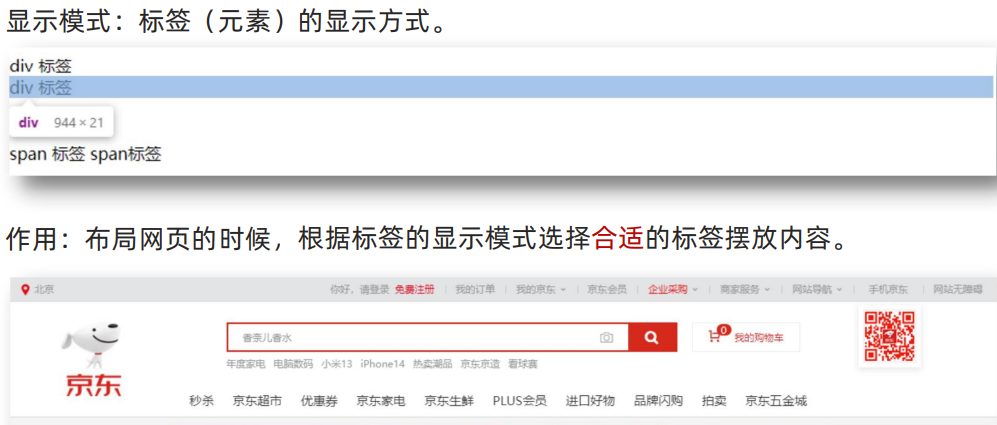 显示模式：标签（元素）的显示方式。
div 标签
div 标签
div 944 × 21
span 标签 span标签
作用：布局网页的时候，根据标签的显示模式选择合适的标签摆放内容。
北京 你好，请登录 免费注册 我的订单 我的京东 京东会员 企业采购 商家服务 网站导航 手机京东 网站无障碍
香奈儿香水 0 我的购物车
年度家电 电脑数码 小米13 iPhone14 热卖潮品 京东京造 看球赛
京东
秒杀 京东超市 优惠券 京东家电 京东生鲜 PLUS会员 进口好物 品牌闪购 拍卖 京东五金城